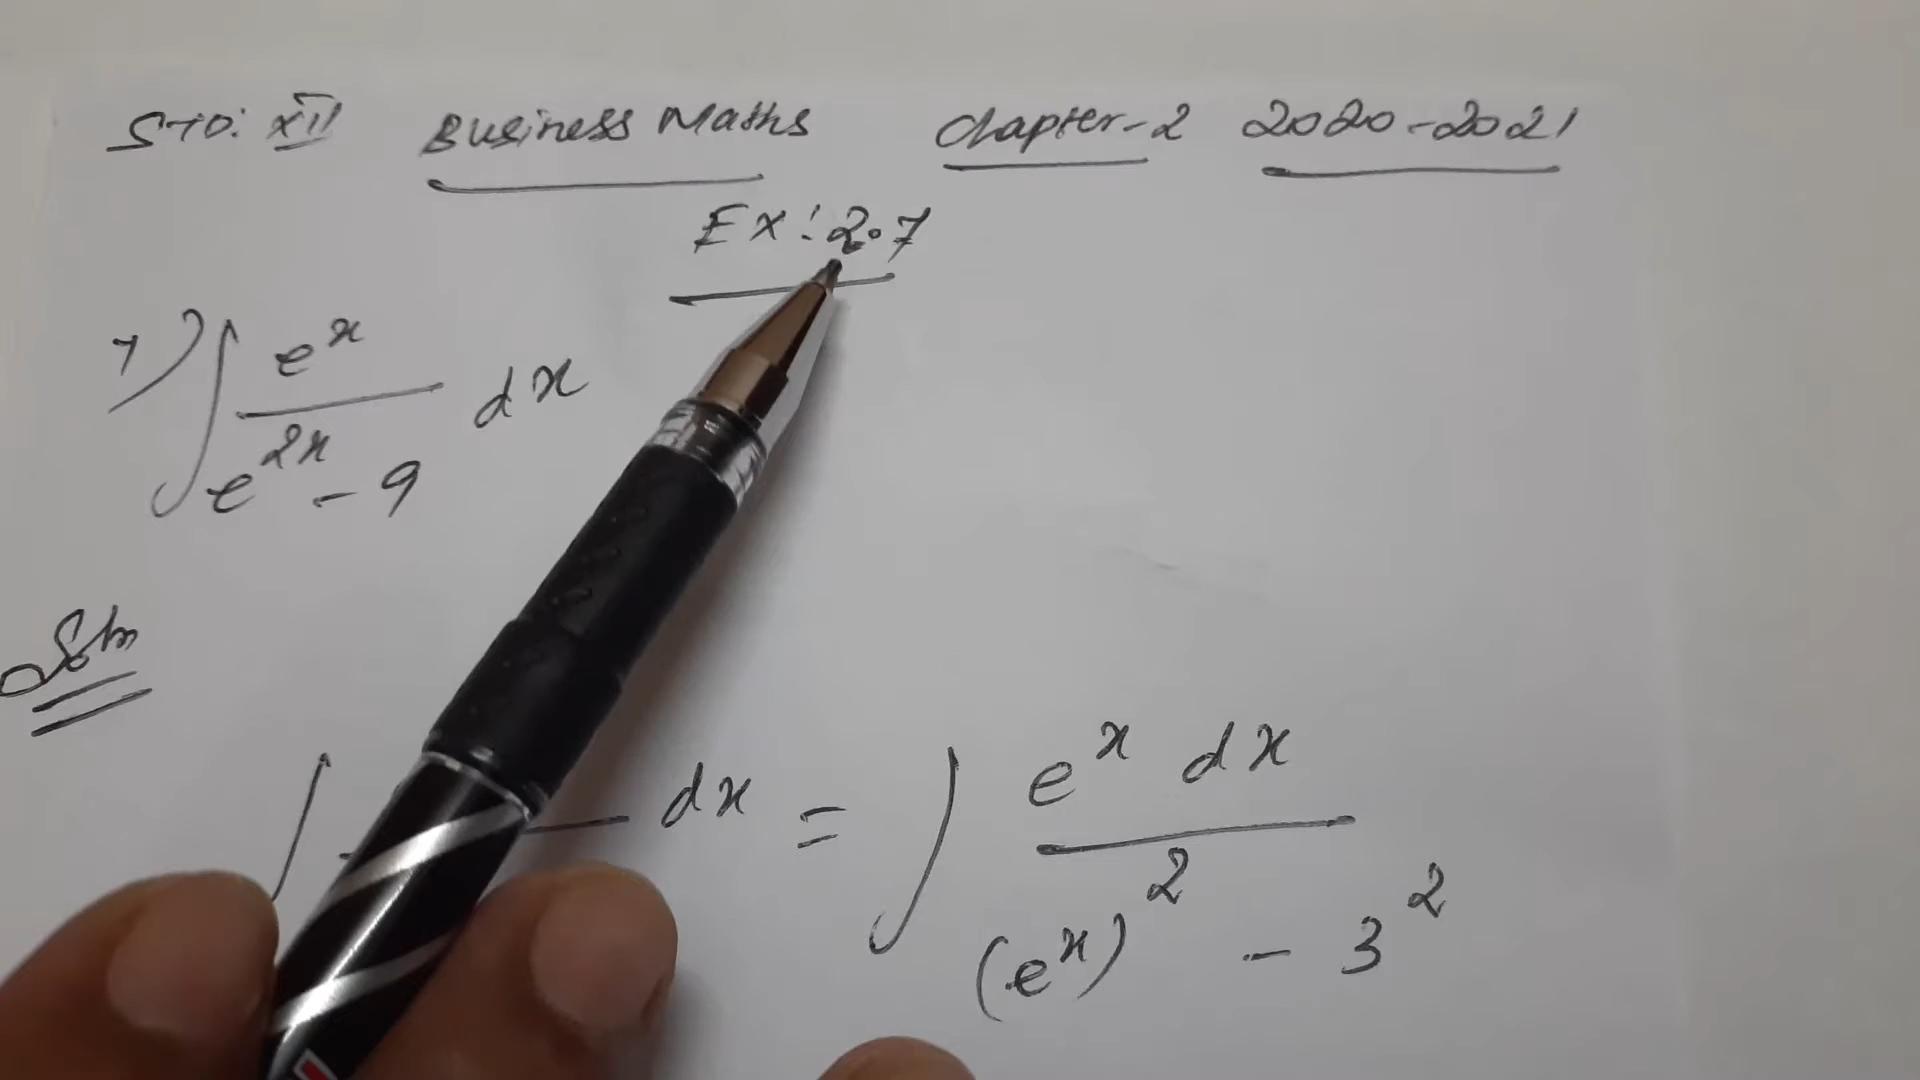 STD: XII Business Maths Chapter-2 2020-2021
Ex: 2.7
7) ∫ e^x / (e^2x - 9) dx
Soln
∫ dx = ∫ e^x dx / ((e^x)^2 - 3^2)